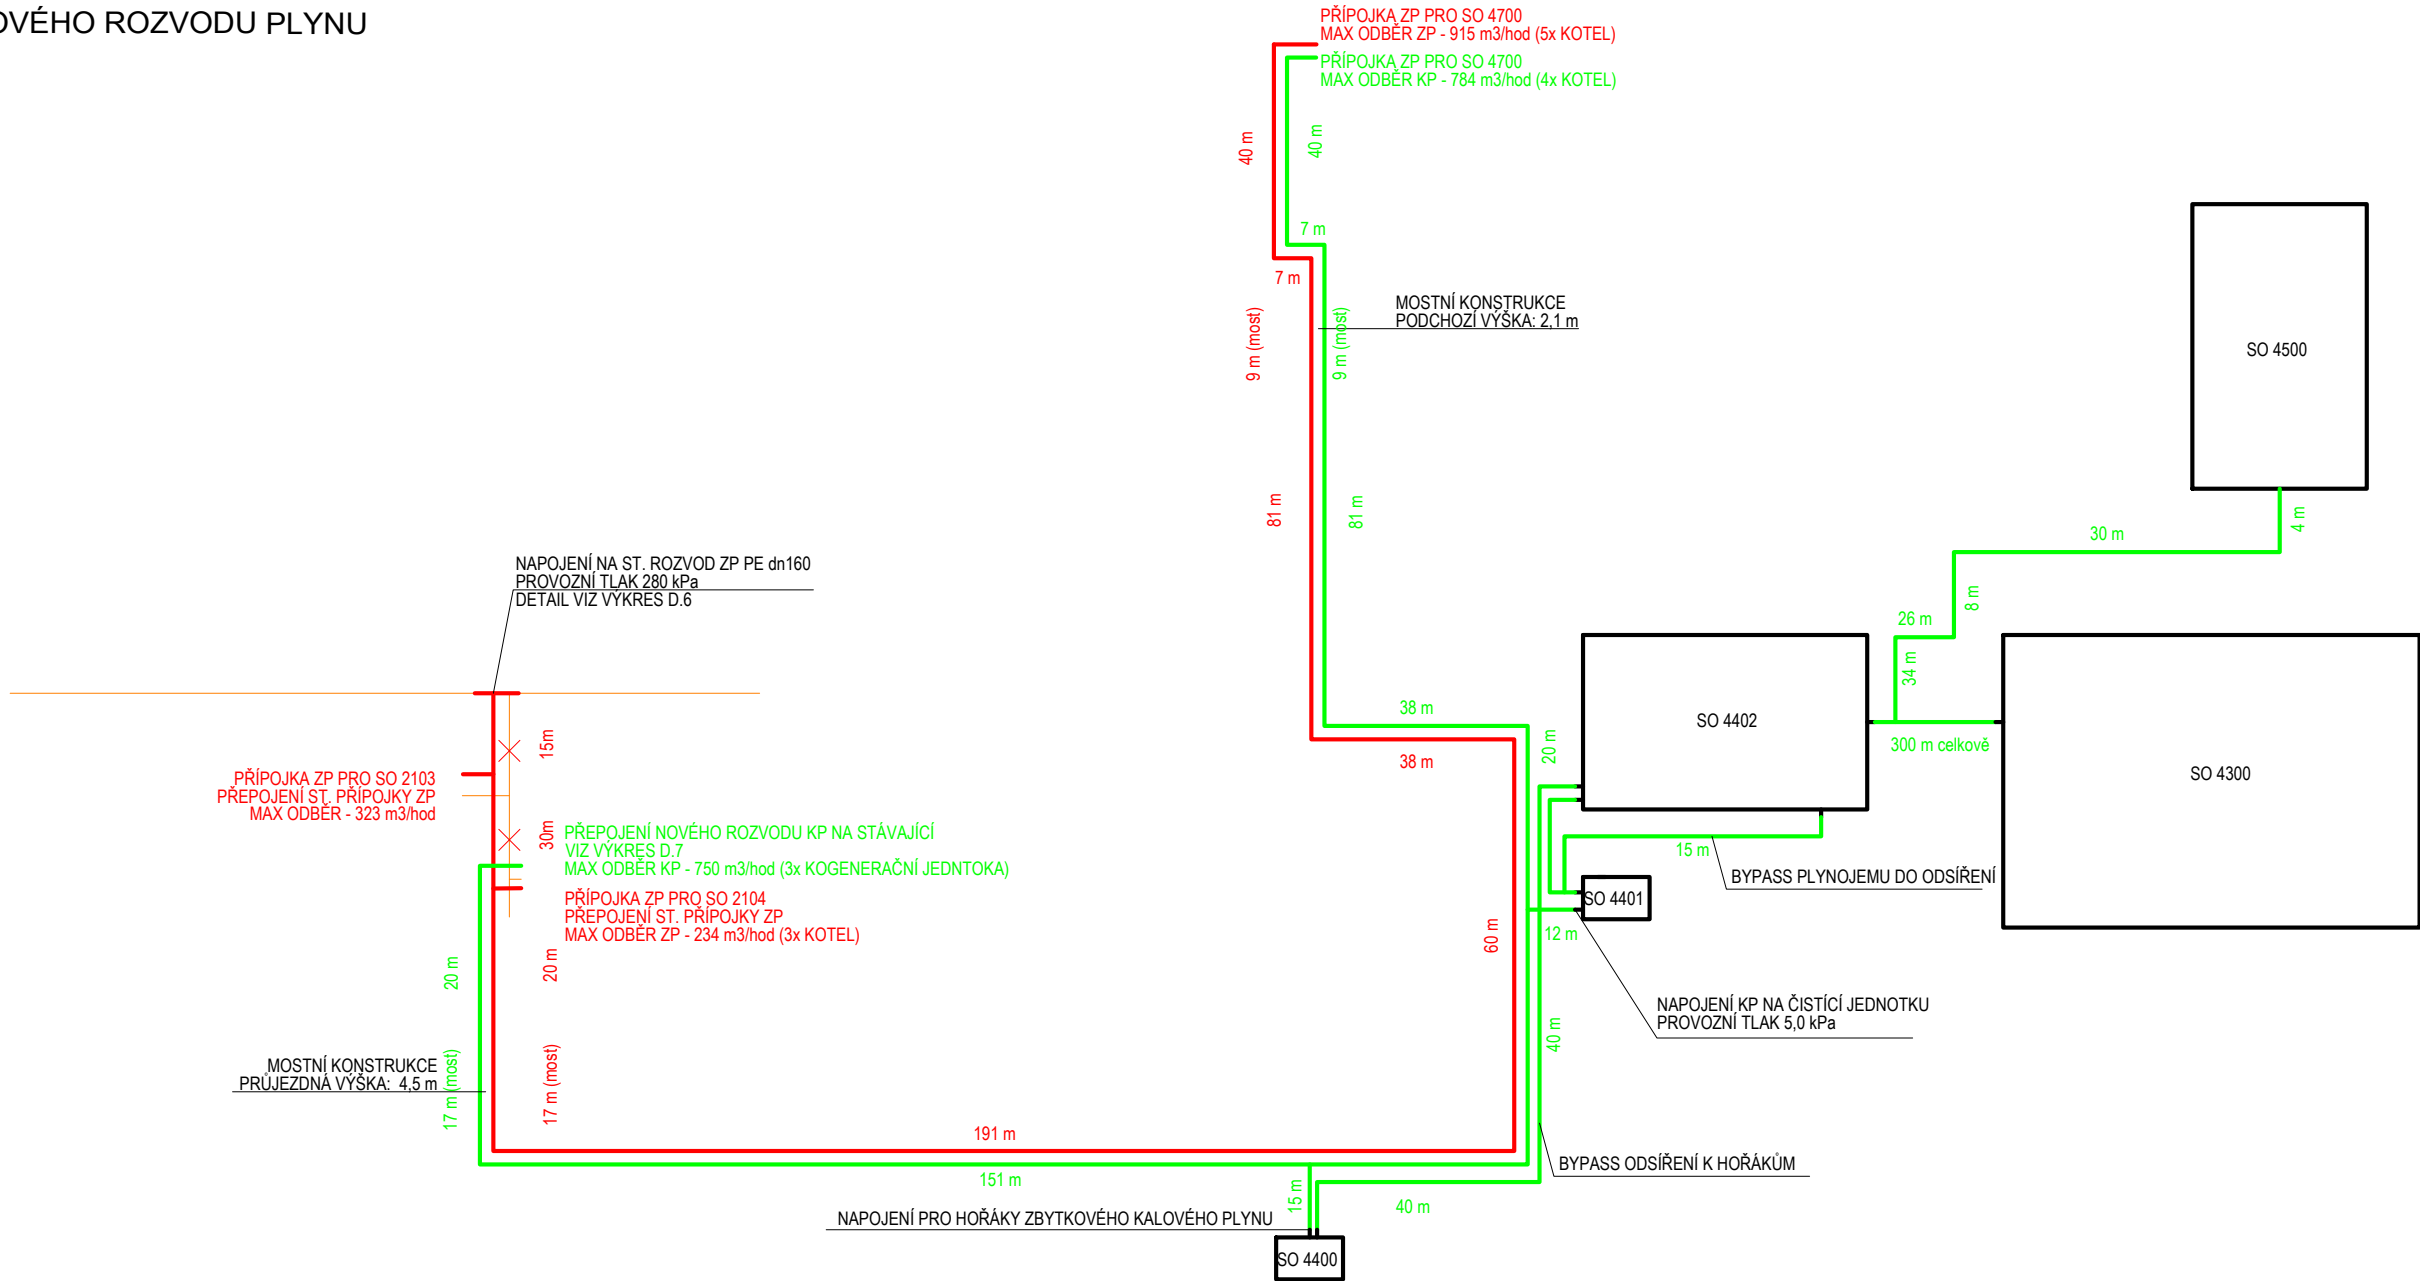 OVÉHO ROZVODU PLYNU
PŘÍPOJKA ZP PRO SO 4700
MAX ODBĚR ZP - 915 m3/hod (5x KOTEL)
PŘÍPOJKA ZP PRO SO 4700
MAX ODBĚR KP - 784 m3/hod (4x KOTEL)
40 m
40 m
7 m
7 m
9 m (most)
9 m (most)
MOSTNÍ KONSTRUKCE
PODCHOZÍ VÝŠKA: 2,1 m
SO 4500
81 m
81 m
4 m
30 m
8 m
26 m
34 m
NAPOJENÍ NA ST. ROZVOD ZP PE dn160
PROVOZNÍ TLAK 280 kPa
DETAIL VIZ VÝKRES D.6
38 m
38 m
20 m
SO 4402
300 m celkově
SO 4300
15m
PŘÍPOJKA ZP PRO SO 2103
PŘEPOJENÍ ST. PŘÍPOJKY ZP
MAX ODBĚR - 323 m3/hod
30m
PŘEPOJENÍ NOVÉHO ROZVODU KP NA STÁVAJÍCÍ
VIZ VÝKRES D.7
MAX ODBĚR KP - 750 m3/hod (3x KOGENERAČNÍ JEDNTOKA)
PŘÍPOJKA ZP PRO SO 2104
PŘEPOJENÍ ST. PŘÍPOJKY ZP
MAX ODBĚR ZP - 234 m3/hod (3x KOTEL)
15 m
BYPASS PLYNOJEMU DO ODSÍŘENÍ
SO 4401
12 m
60 m
20 m
20 m
NAPOJENÍ KP NA ČISTÍCÍ JEDNOTKU
PROVOZNÍ TLAK 5,0 kPa
40 m
MOSTNÍ KONSTRUKCE
PRŮJEZDNÁ VÝŠKA: 4,5 m
17 m (most)
17 m (most)
191 m
151 m
BYPASS ODSÍŘENÍ K HOŘÁKŮM
15 m
40 m
NAPOJENÍ PRO HOŘÁKY ZBYTKOVÉHO KALOVÉHO PLYNU
SO 4400